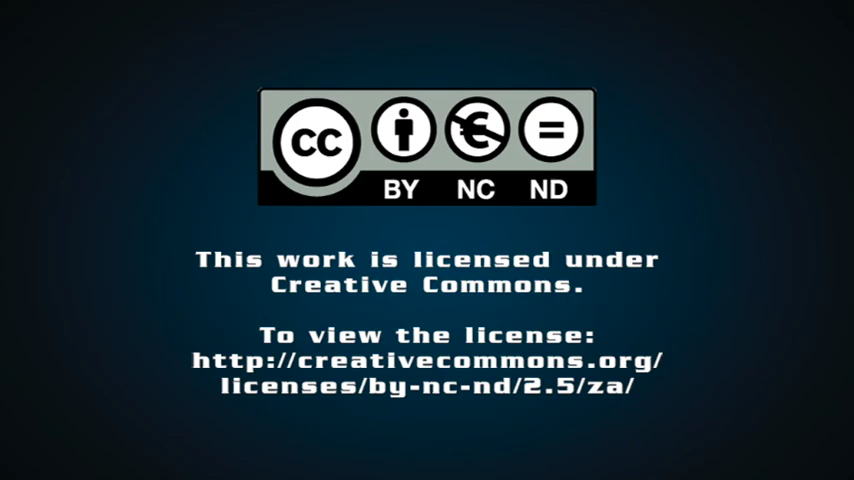 CC
BY NC ND
This work is licensed under
Creative Commons.
To view the license:
http://creativecommons.org/
licenses/by-nc-nd/2.5/za/